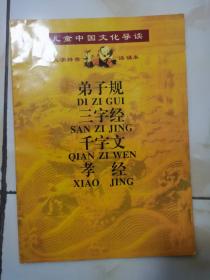 儿童中国文化导读
弟子规
DI ZI GUI
三字经
SAN ZI JING
千字文
QIAN ZI WEN
孝经
XIAO JING